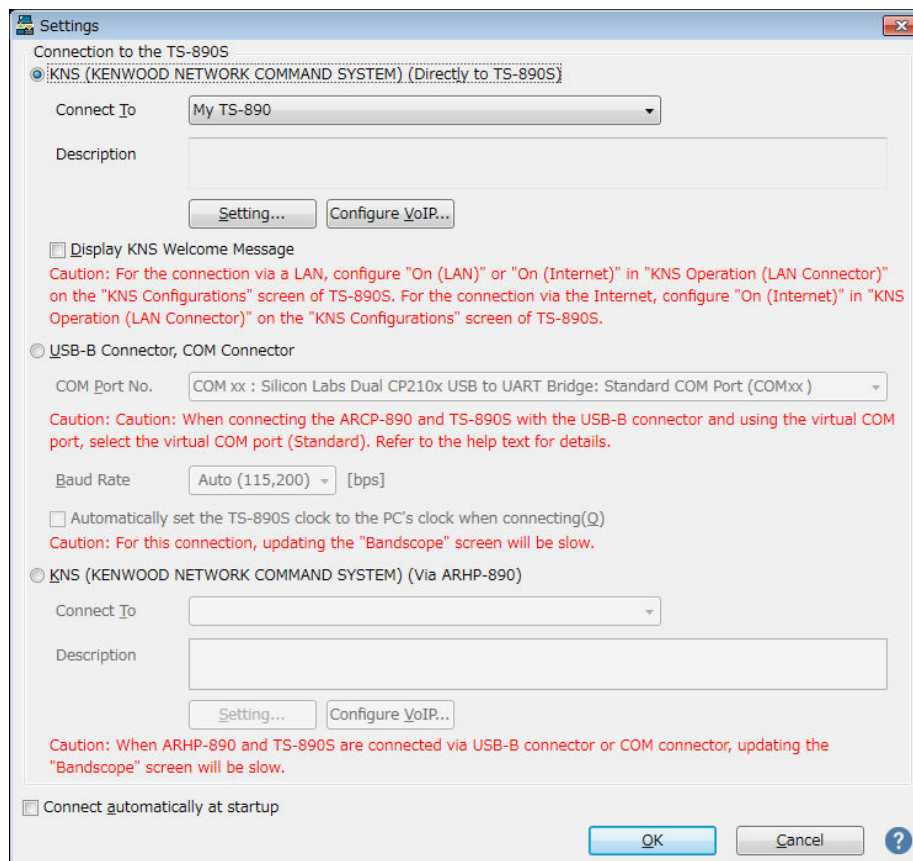 Settings
Connection to the TS-890S
KNS (KENWOOD NETWORK COMMAND SYSTEM) (Directly to TS-890S)
Connect To
My TS-890
Description
Setting...
Configure VoIP...
Display KNS Welcome Message
Caution: For the connection via a LAN, configure "On (LAN)" or "On (Internet)" in "KNS Operation (LAN Connector)"
on the "KNS Configurations" screen of TS-890S. For the connection via the Internet, configure "On (Internet)" in "KNS
Operation (LAN Connector)" on the "KNS Configurations" screen of TS-890S.
USB-B Connector, COM Connector
COM Port No.
COM xx : Silicon Labs Dual CP210x USB to UART Bridge: Standard COM Port (COMxx )
Caution: Caution: When connecting the ARCP-890 and TS-890S with the USB-B connector and using the virtual COM
port, select the virtual COM port (Standard). Refer to the help text for details.
Baud Rate
Auto (115,200)
[bps]
Automatically set the TS-890S clock to the PC's clock when connecting(Q)
Caution: For this connection, updating the "Bandscope" screen will be slow.
KNS (KENWOOD NETWORK COMMAND SYSTEM) (Via ARHP-890)
Connect To
Description
Setting...
Configure VoIP...
Caution: When ARHP-890 and TS-890S are connected via USB-B connector or COM connector, updating the
"Bandscope" screen will be slow.
Connect automatically at startup
OK
Cancel
?